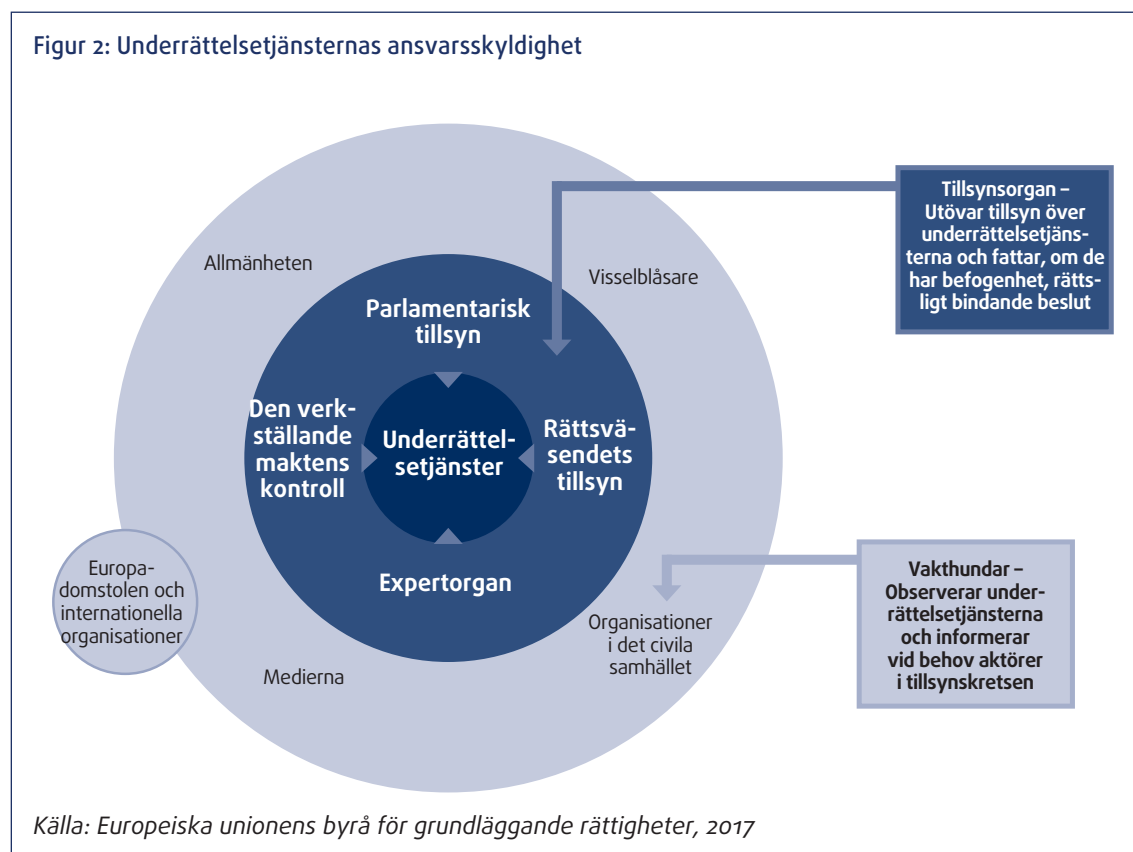 Figur 2: Underrättelsetjänsternas ansvarsskyldighet
Tillsynsorgan –
Utövar tillsyn över
underrättelsetjäns-
terna och fattar, om de
har befogenhet, rätts-
ligt bindande beslut
Allmänheten
Visselblåsare
Parlamentarisk
tillsyn
Den verk-
ställande
maktens
kontroll
Underrättel-
setjänster
Rättsvä-
sendets
tillsyn
Expertorgan
Europa-
domstolen och
internationella
organisationer
Medierna
Organisationer
i det civila
samhället
Vakthundar –
Observerar under-
rättelsetjänsterna
och informerar
vid behov aktörer
i tillsynskretsen
Källa: Europeiska unionens byrå för grundläggande rättigheter, 2017